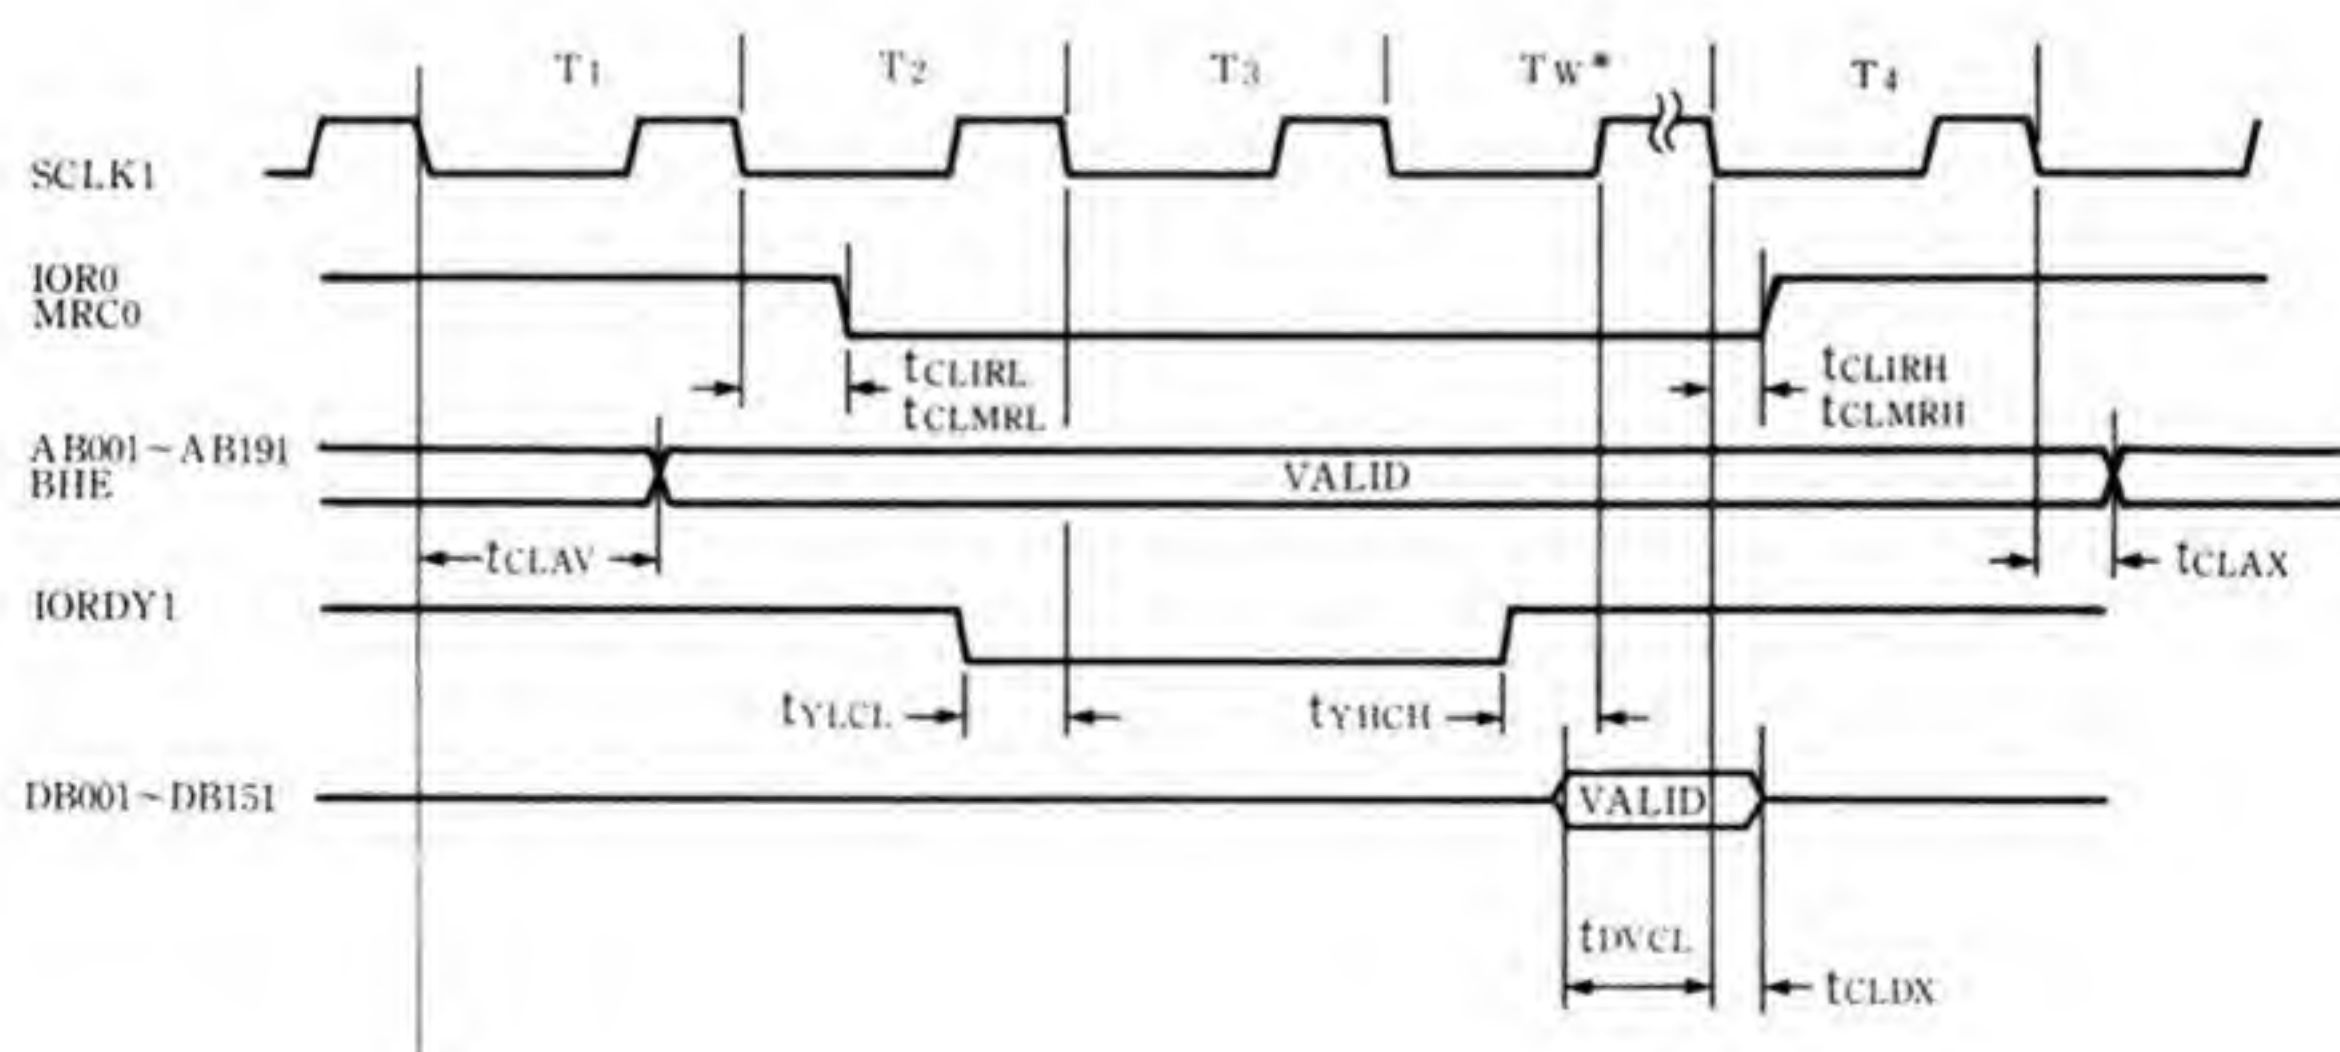 T1 T2 T3 TW* T4
SCLK1
IOR0
MRC0
tCLIRL
tCLMRL
tCLIRH
tCLMRH
AB001~AB191
BHE
VALID
tCLAV
tCLAX
IORDY1
tYLCL
tYHCH
DB001~DB151
VALID
tDVCL
tCLDX